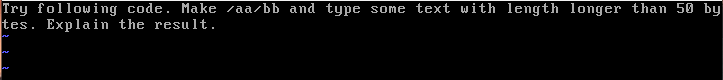 Try following code. Make /aa/bb and type some text with length longer than 50 by
tes. Explain the result.
~
~
~